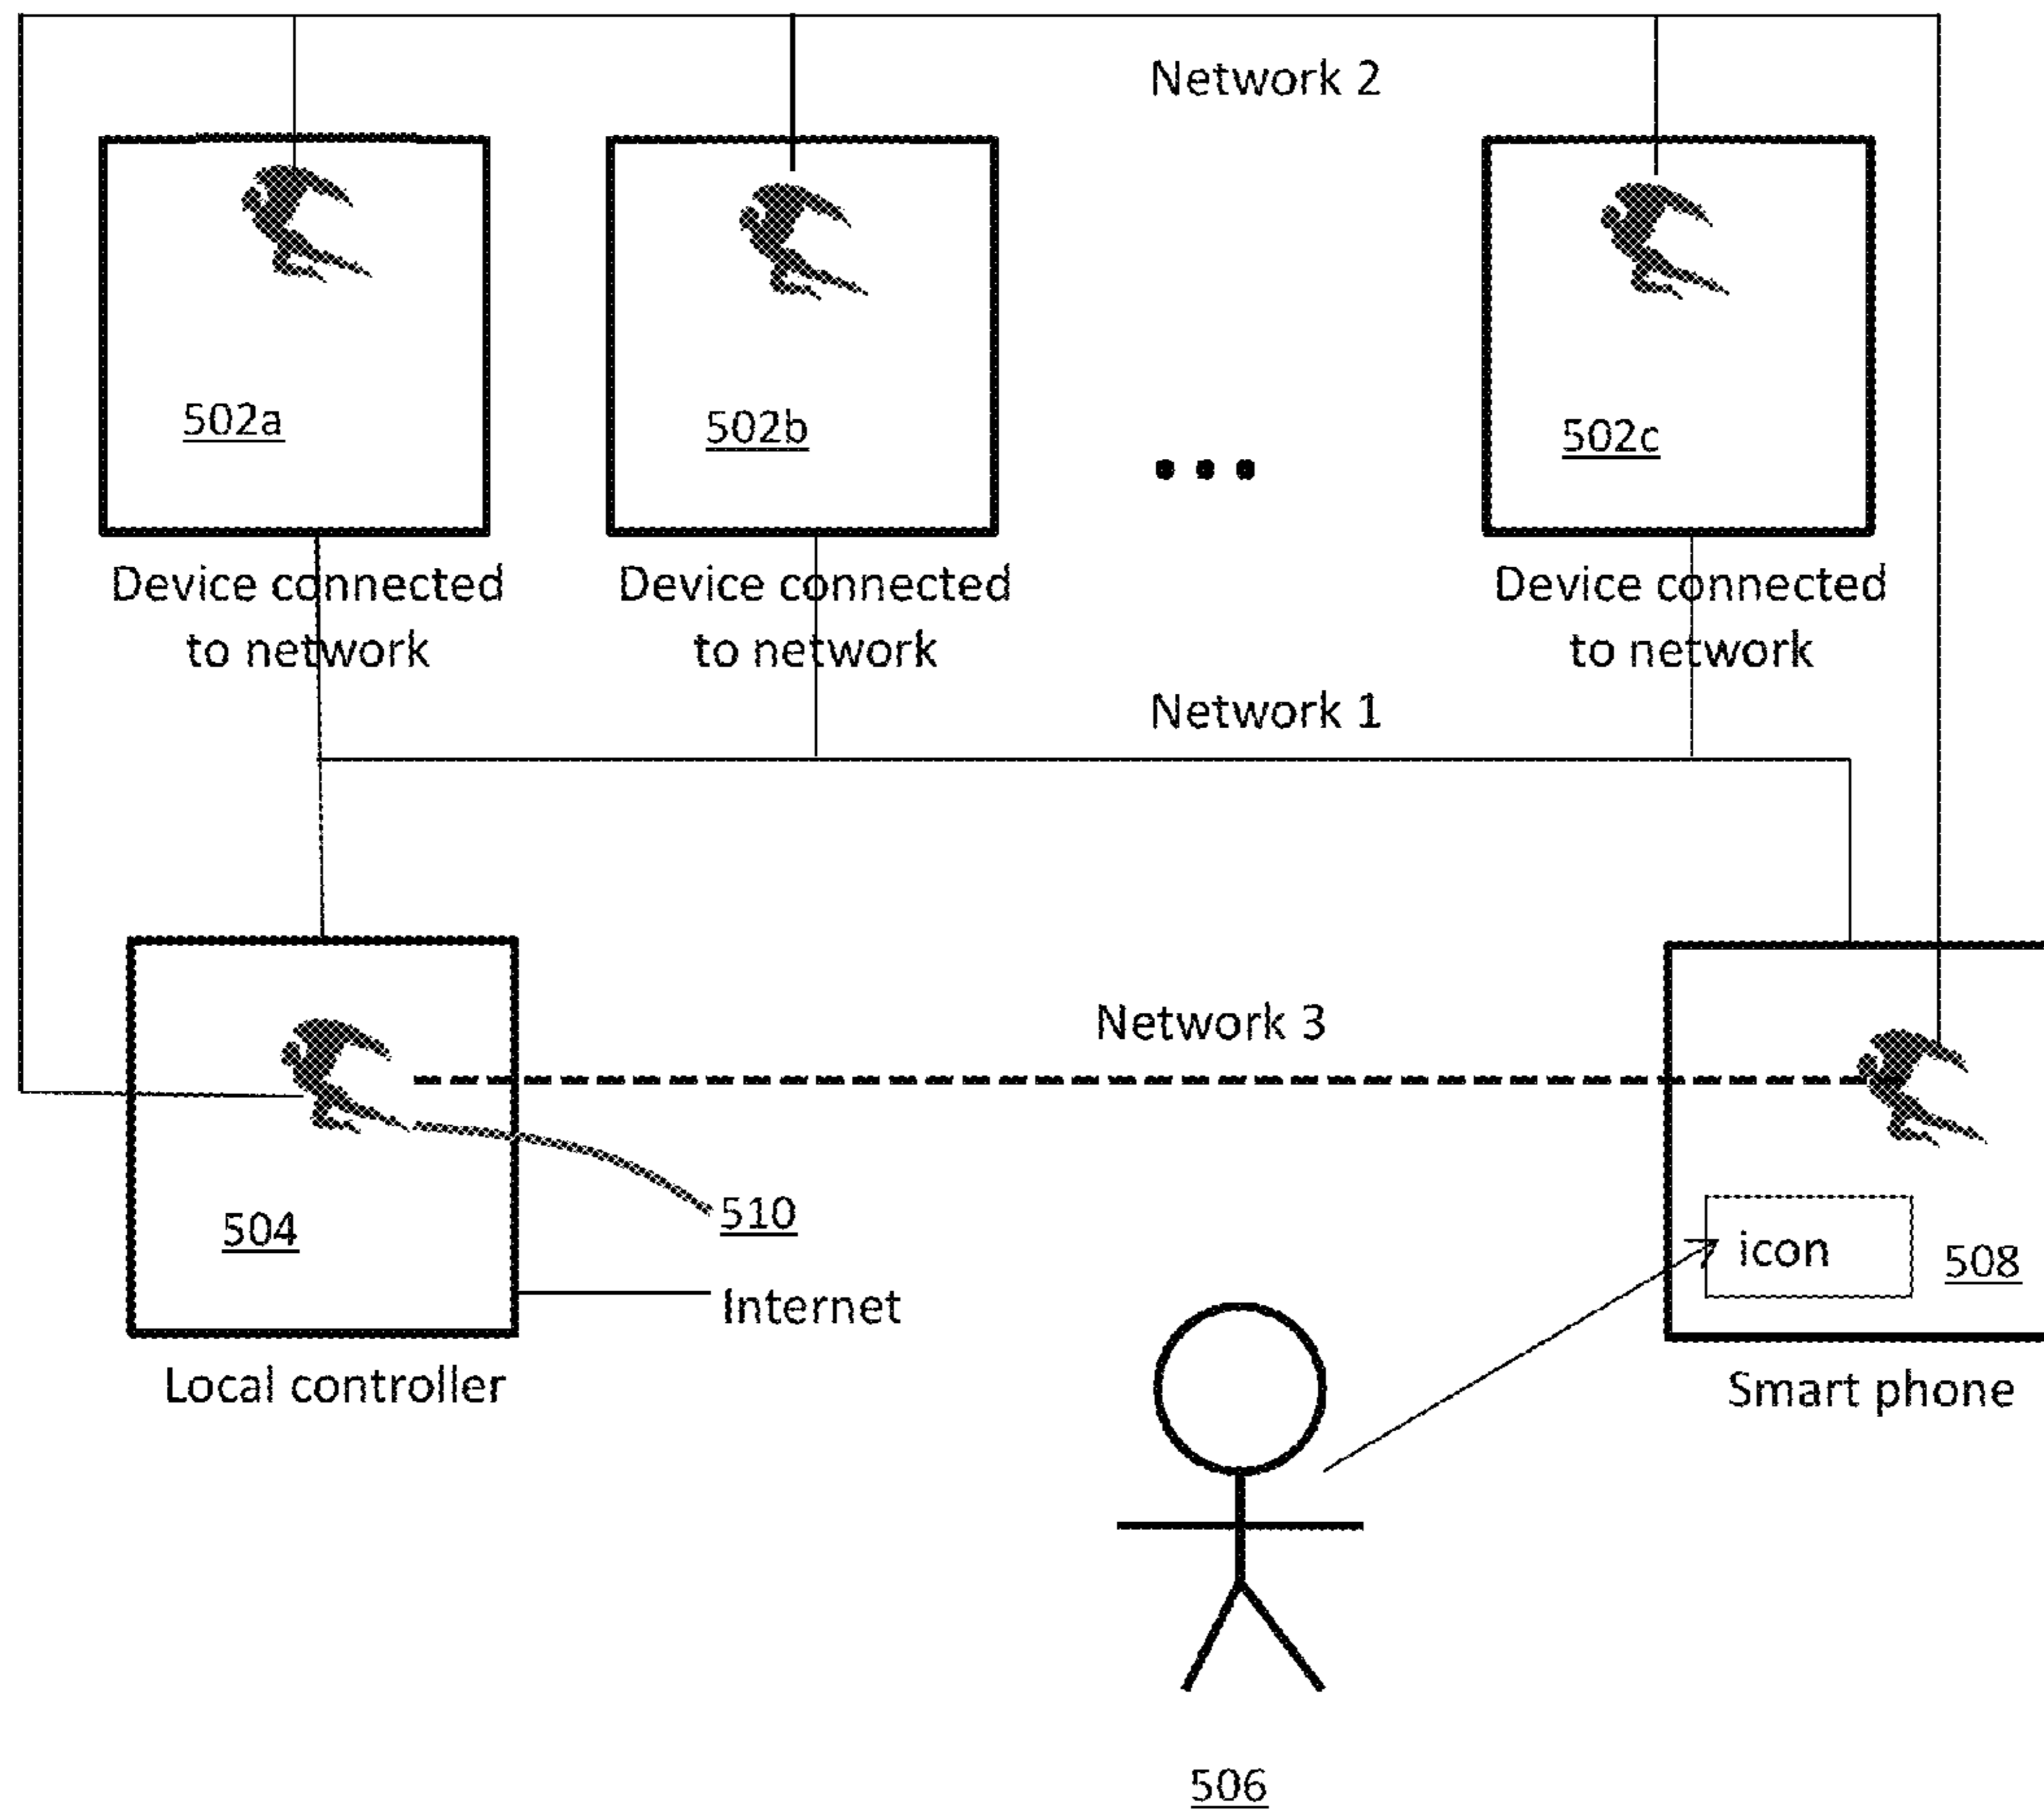 Network 2
502a
502b
502c
Device connected
to network
Device connected
to network
Device connected
to network
Network 1
Network 3
504
510
Internet
icon
508
Local controller
Smart phone
506